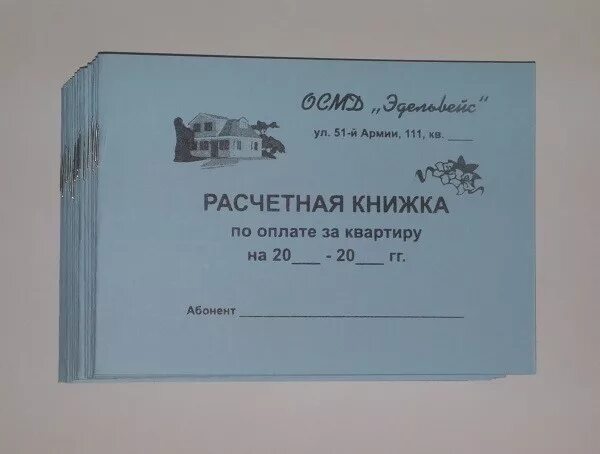 ОСМД „Эдельвейс"
ул. 51-й Армии, 111, кв. ____
РАСЧЕТНАЯ КНИЖКА
по оплате за квартиру
на 20___ - 20___ гг.
Абонент ______________________________